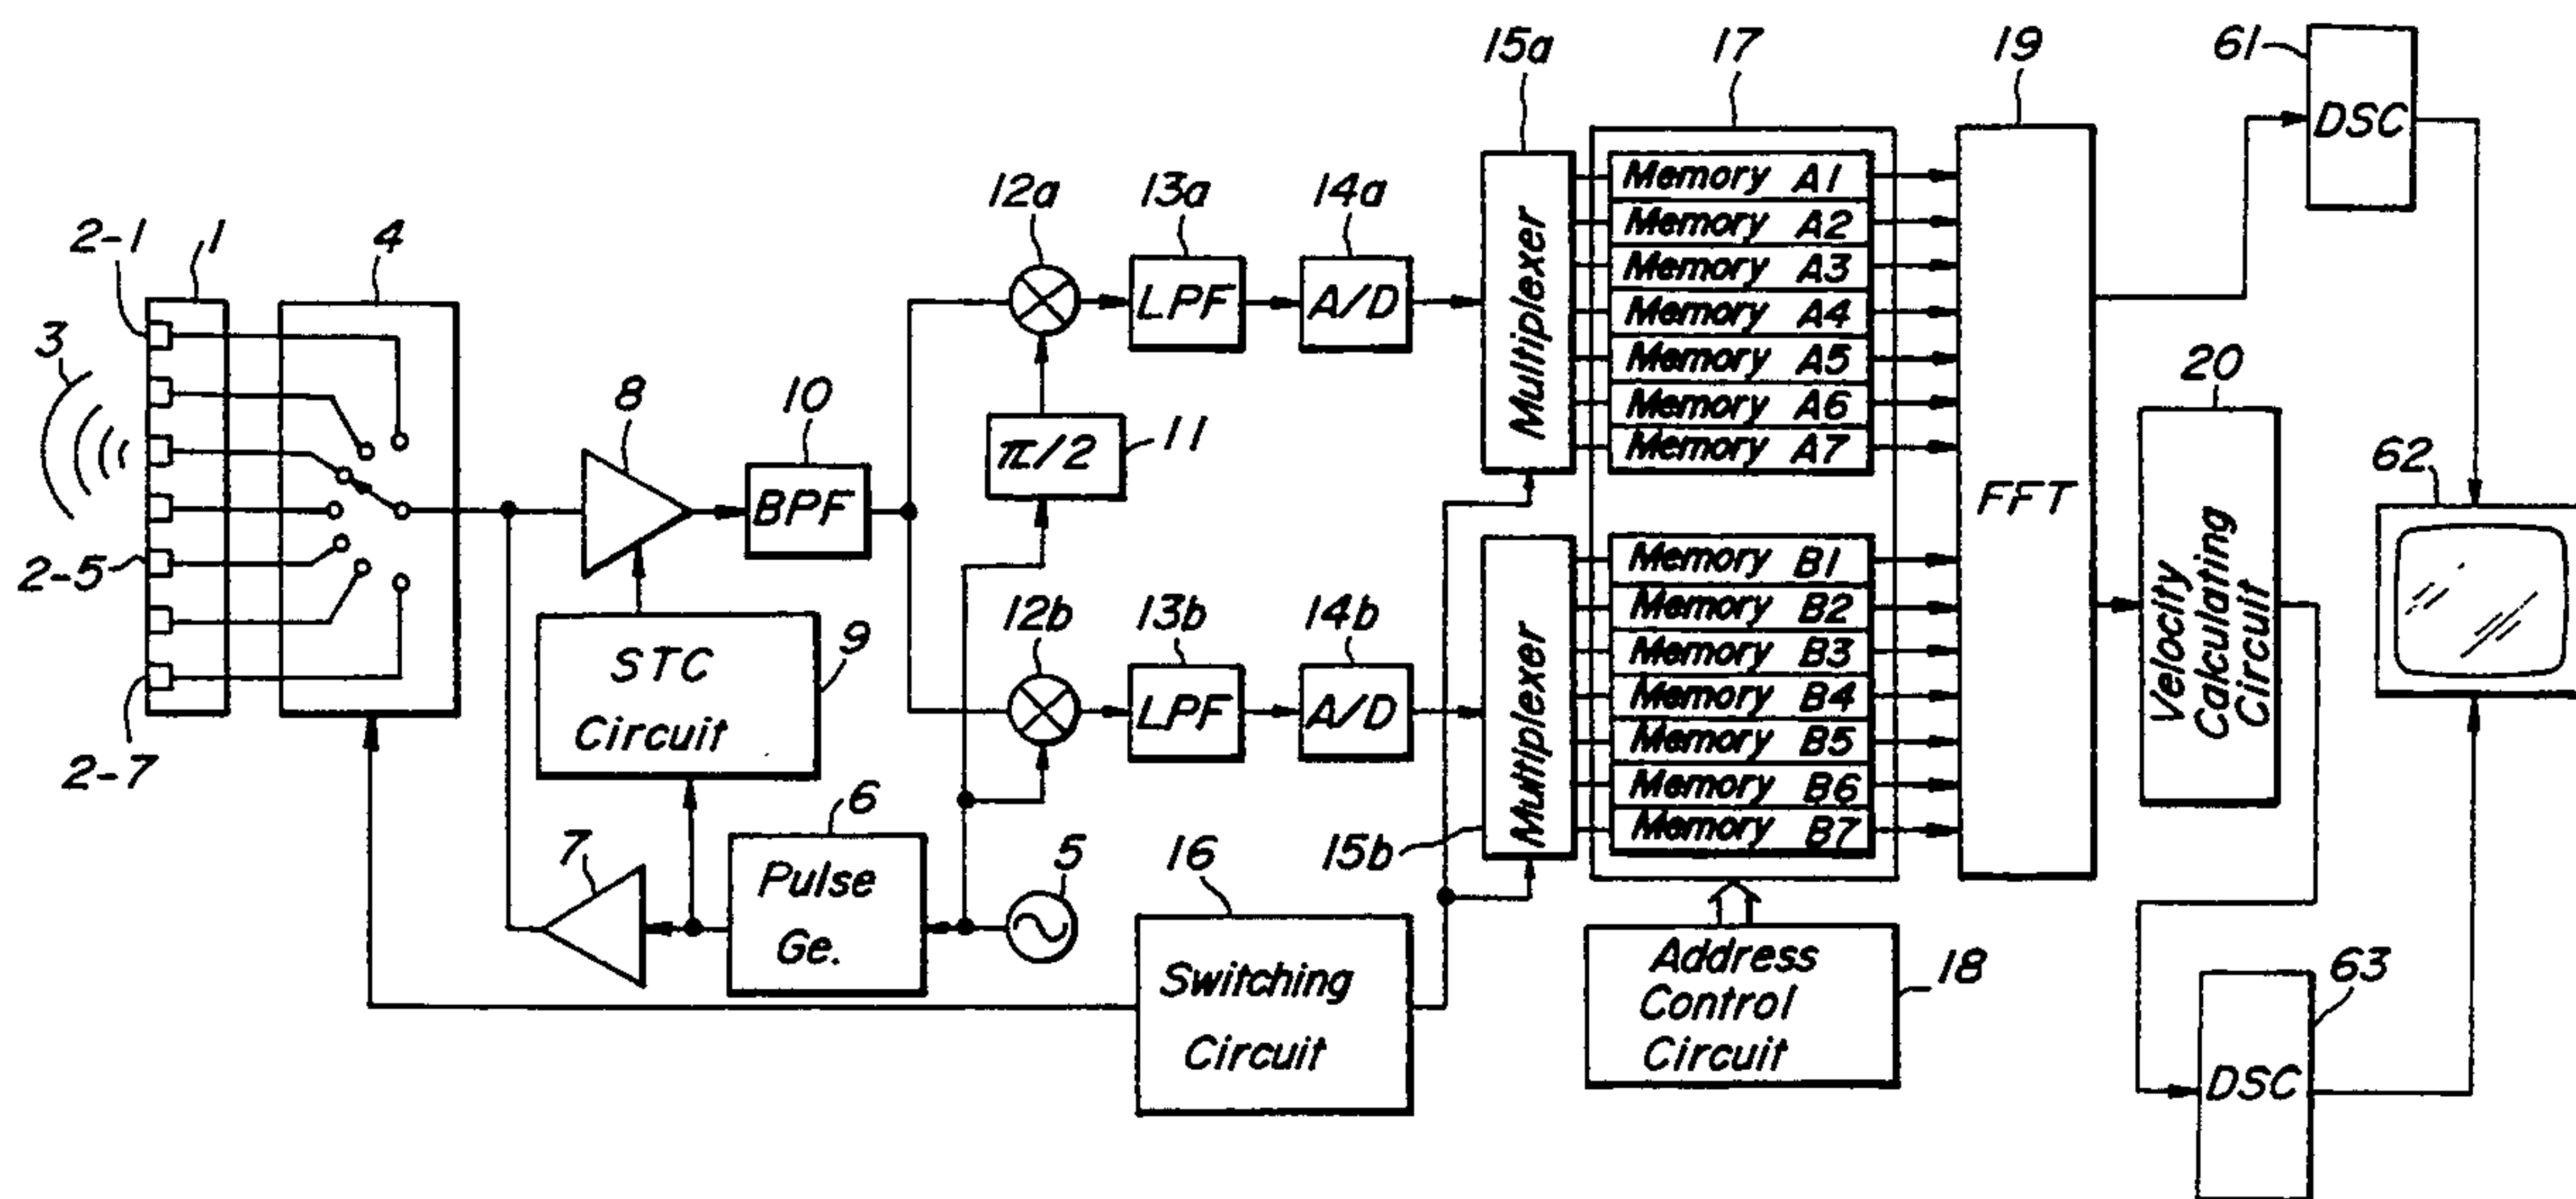 2-1
1
4
3
2-5
2-7
8
10
BPF
STC
Circuit
9
7
6
Pulse
Ge.
5
12a
13a
LPF
14a
A/D
π/2
11
12b
13b
LPF
14b
A/D
16
Switching
Circuit
15a
Multiplexer
15b
Multiplexer
17
Memory A1
Memory A2
Memory A3
Memory A4
Memory A5
Memory A6
Memory A7
Memory B1
Memory B2
Memory B3
Memory B4
Memory B5
Memory B6
Memory B7
Address
Control
Circuit
18
19
FFT
20
Velocity
Calculating
Circuit
61
DSC
62
63
DSC